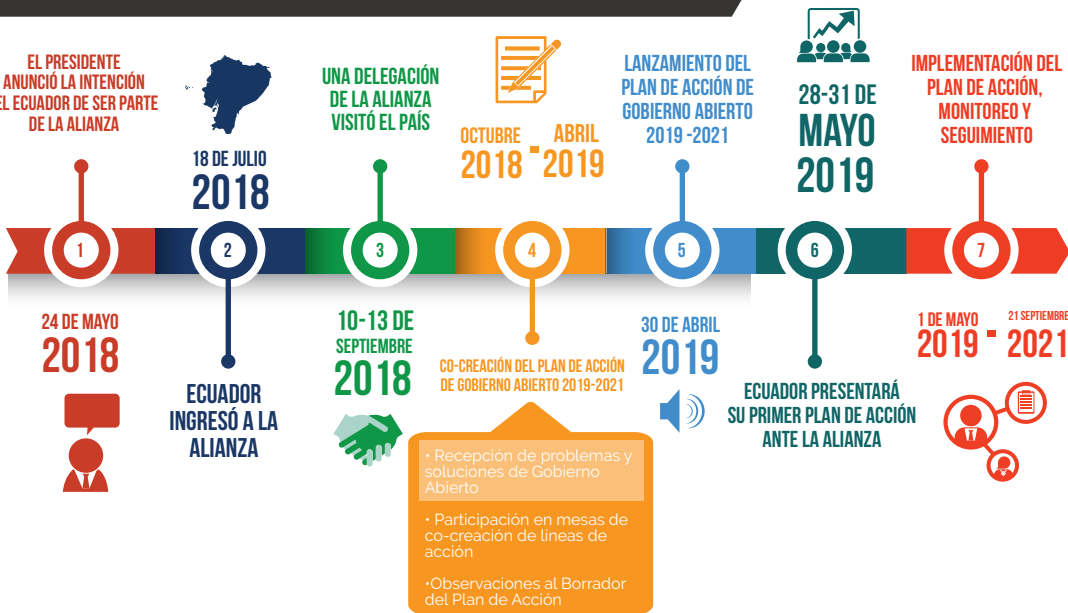 EL PRESIDENTE
ANUNCIÓ LA INTENCIÓN
EL ECUADOR DE SER PARTE
DE LA ALIANZA
1
24 DE MAYO
2018
18 DE JULIO
2018
2
ECUADOR
INGRESÓ A LA
ALIANZA
UNA DELEGACIÓN
DE LA ALIANZA
VISITÓ EL PAÍS
3
10-13 DE
SEPTIEMBRE
2018
OCTUBRE - ABRIL
2018 2019
4
CO-CREACIÓN DEL PLAN DE ACCIÓN
DE GOBIERNO ABIERTO 2019-2021
• Recepción de problemas y
soluciones de Gobierno
Abierto
• Participación en mesas de
co-creación de líneas de
acción
•Observaciones al Borrador
del Plan de Acción
LANZAMIENTO DEL
PLAN DE ACCIÓN DE
GOBIERNO ABIERTO
2019 -2021
5
30 DE ABRIL
2019
28-31 DE
MAYO
2019
6
ECUADOR PRESENTARÁ
SU PRIMER PLAN DE ACCIÓN
ANTE LA ALIANZA
IMPLEMENTACIÓN DEL
PLAN DE ACCIÓN,
MONITOREO Y
SEGUIMIENTO
7
1 DE MAYO - 21 SEPTIEMBRE
2019 2021